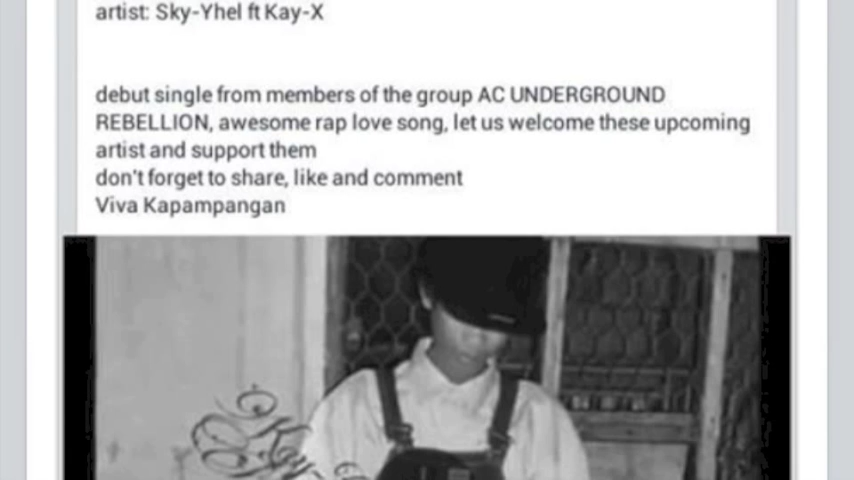 artist: Sky-Yhel ft Kay-X
debut single from members of the group AC UNDERGROUND
REBELLION, awesome rap love song, let us welcome these upcoming
artist and support them
don't forget to share, like and comment
Viva Kapampangan
Kay-